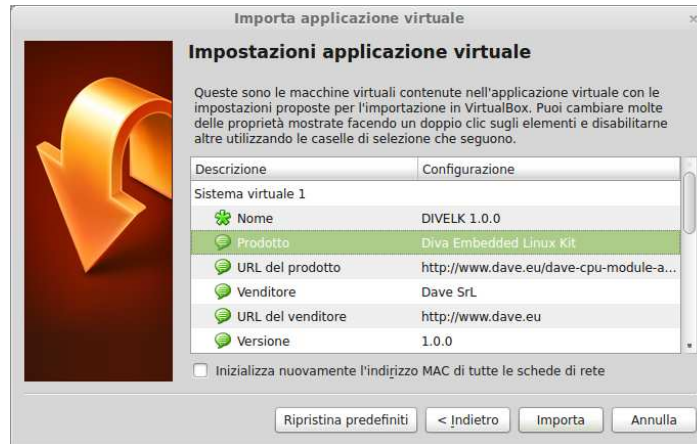 Importa applicazione virtuale
Impostazioni applicazione virtuale
Queste sono le macchine virtuali contenute nell'applicazione virtuale con le
impostazioni proposte per l'importazione in VirtualBox. Puoi cambiare molte
delle proprietà mostrate facendo un doppio clic sugli elementi e disabilitarne
altre utilizzando le caselle di selezione che seguono.
Descrizione Configurazione
Sistema virtuale 1
Nome DIVELK 1.0.0
Prodotto Diva Embedded Linux Kit
URL del prodotto http://www.dave.eu/dave-cpu-module-a...
Venditore Dave SrL
URL del venditore http://www.dave.eu
Versione 1.0.0
Inizializza nuovamente l'indirizzo MAC di tutte le schede di rete
Ripristina predefiniti < Indietro Importa Annulla